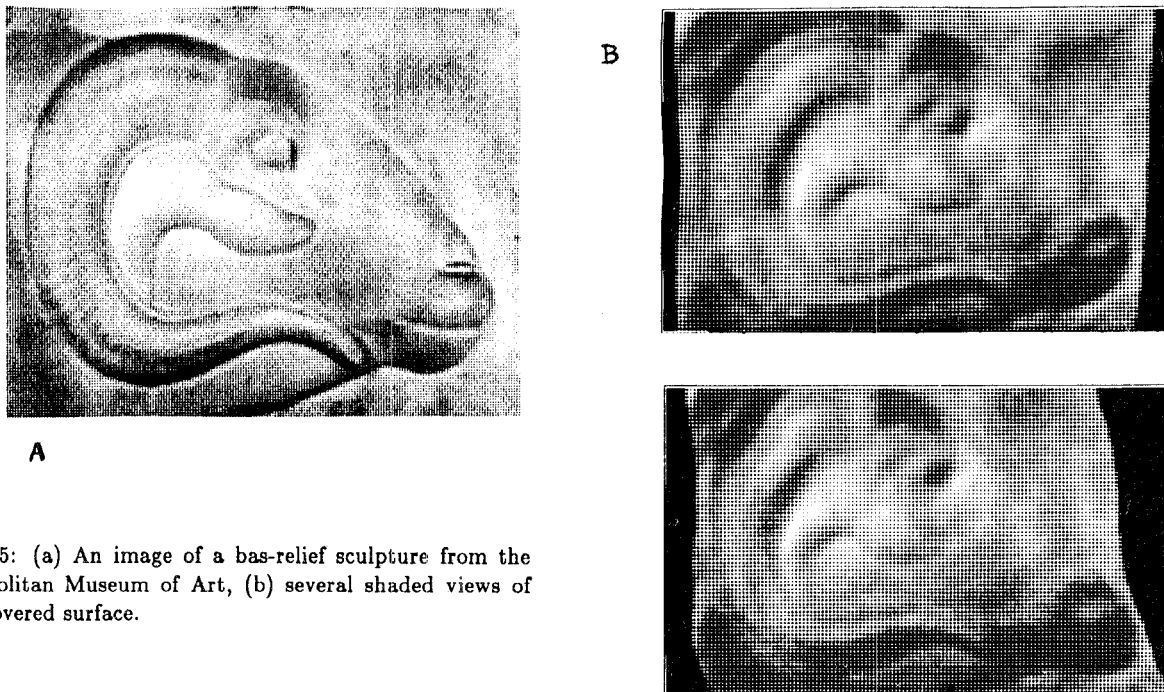 B
A
5: (a) An image of a bas-relief sculpture from the
olitan Museum of Art, (b) several shaded views of
overed surface.